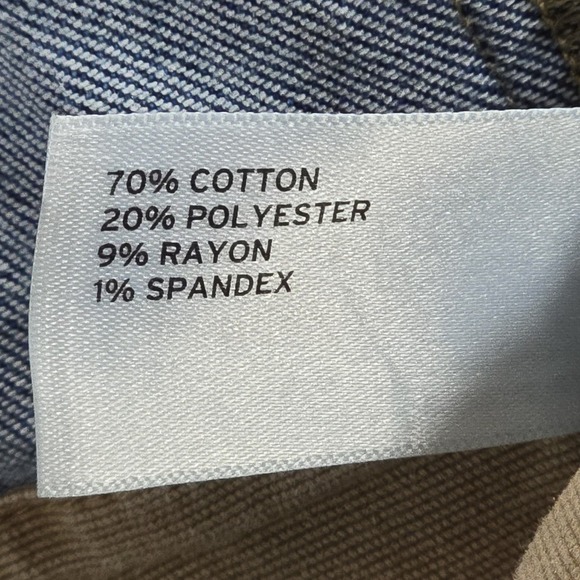 70% COTTON
20% POLYESTER
9% RAYON
1% SPANDEX